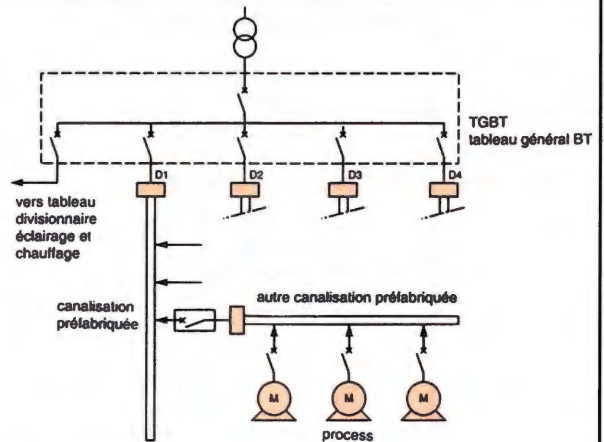 TGBT
tableau général BT
D1
D2
D3
D4
vers tableau
divisionnaire
éclairage et
chauffage
canalisation
préfabriquée
autre canalisation préfabriquée
M
M
M
process